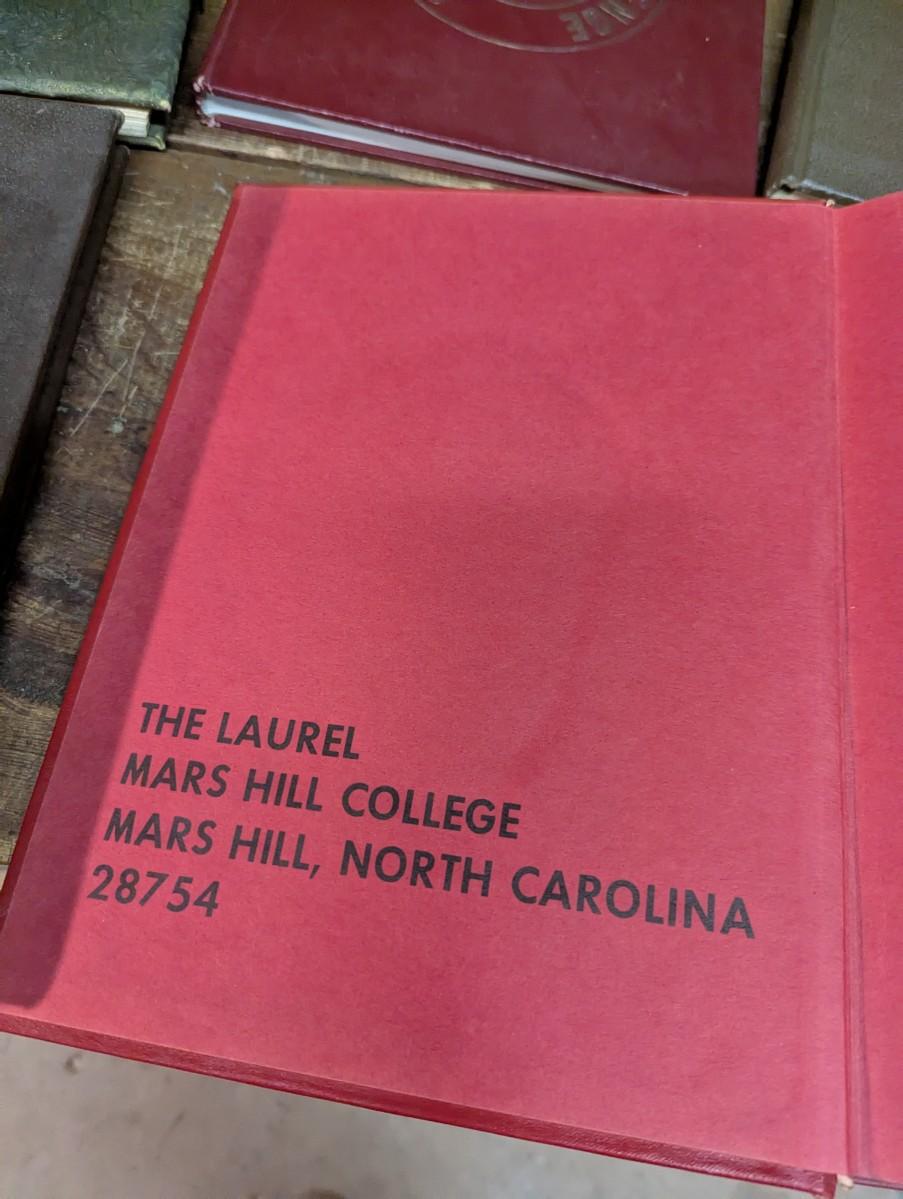 THE LAUREL
MARS HILL COLLEGE
MARS HILL, NORTH CAROLINA
28754